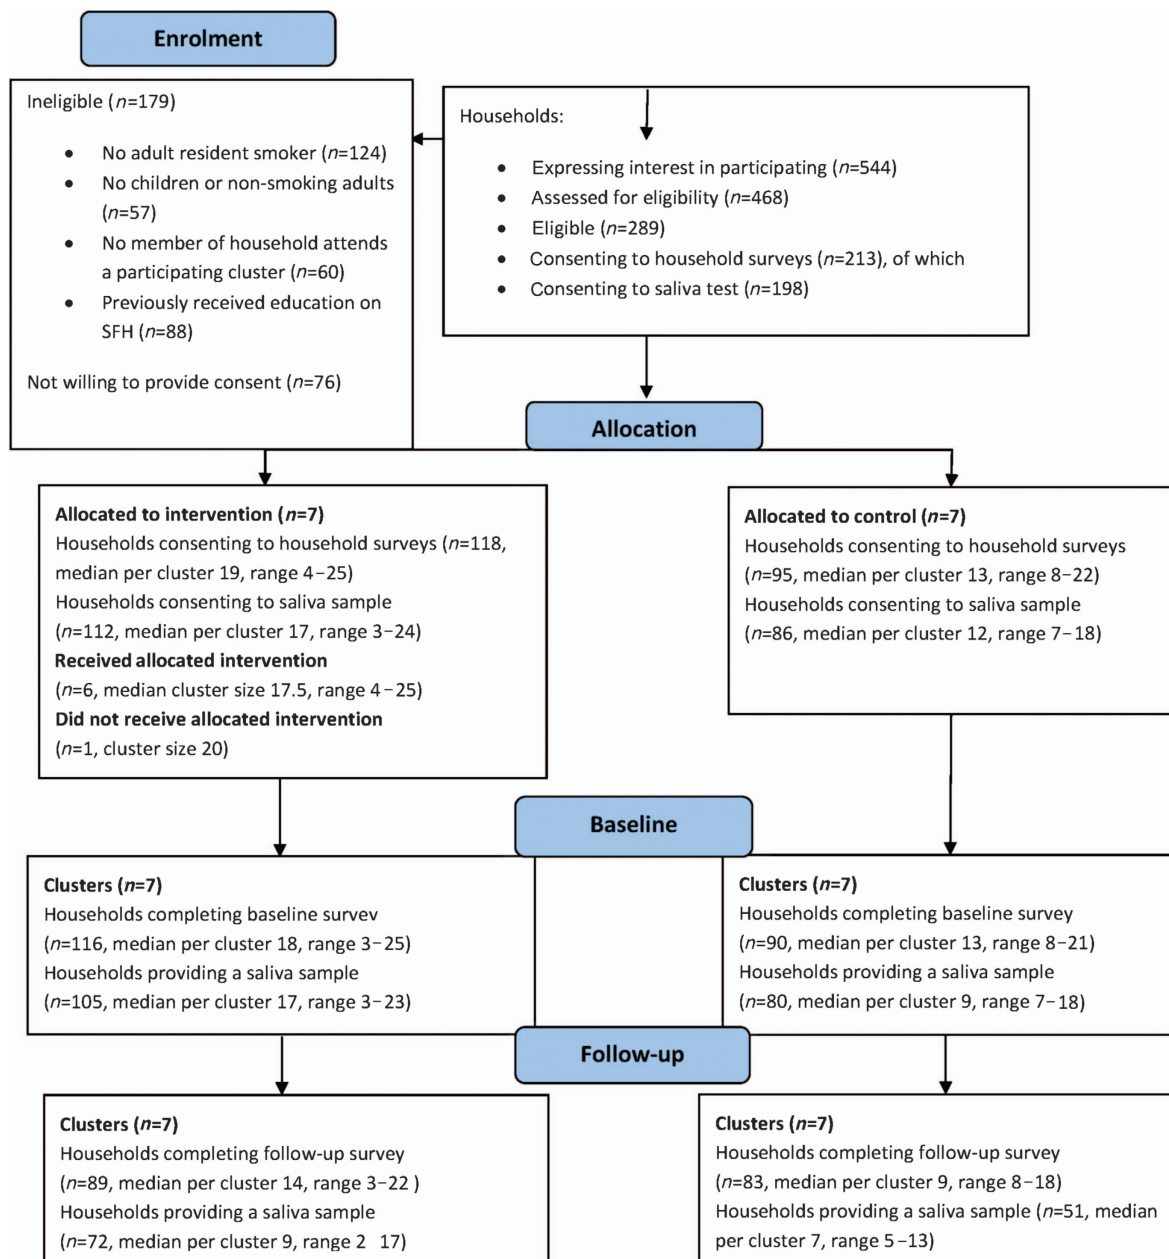 Enrolment
Ineligible (n=179)
• No adult resident smoker (n=124)
• No children or non-smoking adults
(n=57)
• No member of household attends
a participating cluster (n=60)
• Previously received education on
SFH (n=88)
Not willing to provide consent (n=76)
Households:
• Expressing interest in participating (n=544)
• Assessed for eligibility (n=468)
• Eligible (n=289)
• Consenting to household surveys (n=213), of which
• Consenting to saliva test (n=198)
Allocation
Allocated to intervention (n=7)
Households consenting to household surveys (n=118,
median per cluster 19, range 4–25)
Households consenting to saliva sample
(n=112, median per cluster 17, range 3–24)
Received allocated intervention
(n=6, median cluster size 17.5, range 4–25)
Did not receive allocated intervention
(n=1, cluster size 20)
Allocated to control (n=7)
Households consenting to household surveys
(n=95, median per cluster 13, range 8–22)
Households consenting to saliva sample
(n=86, median per cluster 12, range 7–18)
Baseline
Clusters (n=7)
Households completing baseline survev
(n=116, median per cluster 18, range 3–25)
Households providing a saliva sample
(n=105, median per cluster 17, range 3–23)
Clusters (n=7)
Households completing baseline survey
(n=90, median per cluster 13, range 8–21)
Households providing a saliva sample
(n=80, median per cluster 9, range 7–18)
Follow-up
Clusters (n=7)
Households completing follow-up survey
(n=89, median per cluster 14, range 3–22 )
Households providing a saliva sample
(n=72, median per cluster 9, range 2 17)
Clusters (n=7)
Households completing follow-up survey
(n=83, median per cluster 9, range 8–18)
Households providing a saliva sample (n=51, median
per cluster 7, range 5–13)